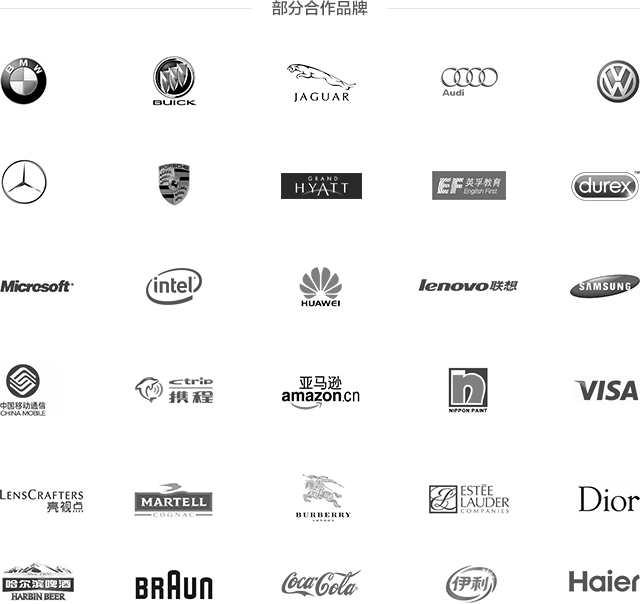 部分合作品牌
BMW
BUICK
JAGUAR
Audi
PORSCHE
GRAND
HYATT
EF 英孚教育
English First
durex
TM
Microsoft
intel
HUAWEI
lenovo联想
SAMSUNG
中国移动通信
CHINA MOBILE
ctrip
携程
亚马逊
amazon.cn
n
NIPPON PAINT
VISA
LENSCRAFTERS
亮视点
MARTELL
COGNAC
BURBERRY
LONDON
ESTĒE
LAUDER
COMPANIES
Dior
哈尔滨啤酒
HARBIN BEER
BRAUN
Coca-Cola
伊利
Haier